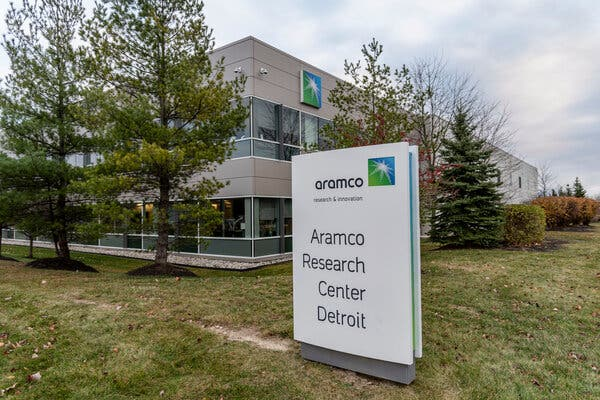 aramco
research & innovation
Aramco
Research
Center
Detroit